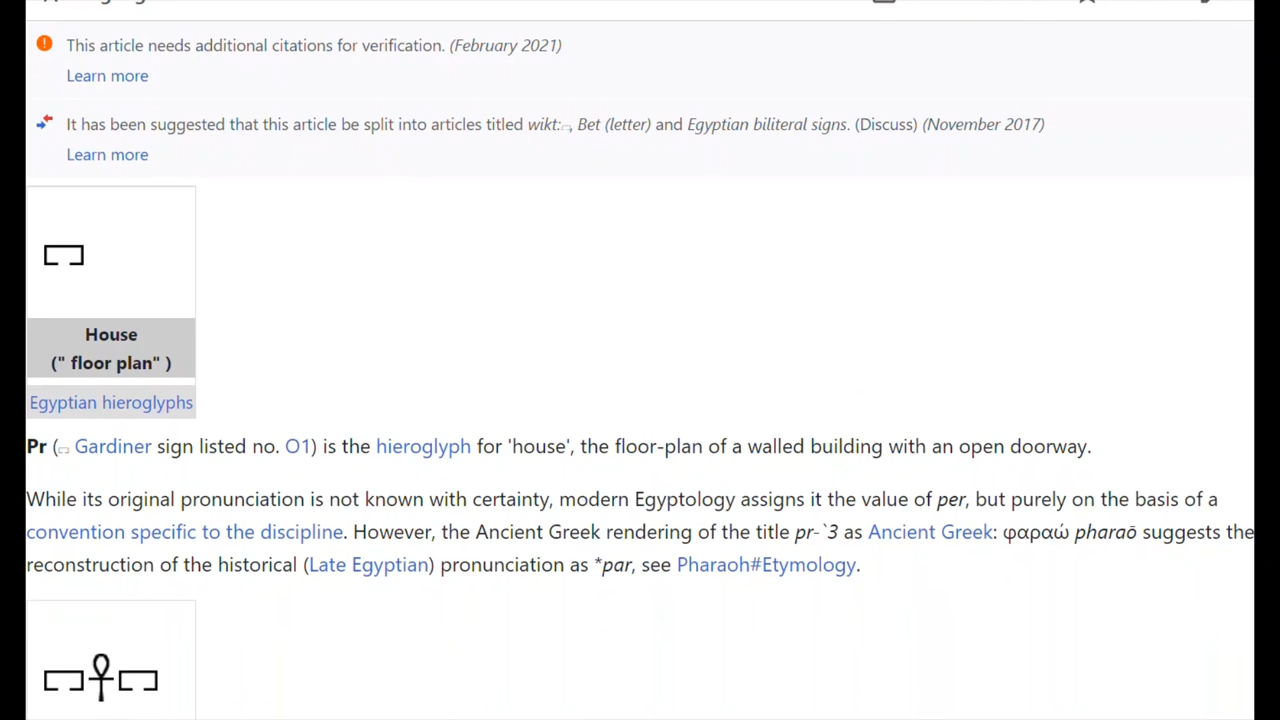 This article needs additional citations for verification. (February 2021)
Learn more
It has been suggested that this article be split into articles titled wikt:𓉐, Bet (letter) and Egyptian biliteral signs. (Discuss) (November 2017)
Learn more
𓉐
House
(" floor plan" )
Egyptian hieroglyphs
Pr (𓉐 Gardiner sign listed no. O1) is the hieroglyph for 'house', the floor-plan of a walled building with an open doorway.
While its original pronunciation is not known with certainty, modern Egyptology assigns it the value of per, but purely on the basis of a
convention specific to the discipline. However, the Ancient Greek rendering of the title pr-`3 as Ancient Greek: φαραώ pharaō suggests the
reconstruction of the historical (Late Egyptian) pronunciation as *par, see Pharaoh#Etymology.
𓉐𓋹𓉐